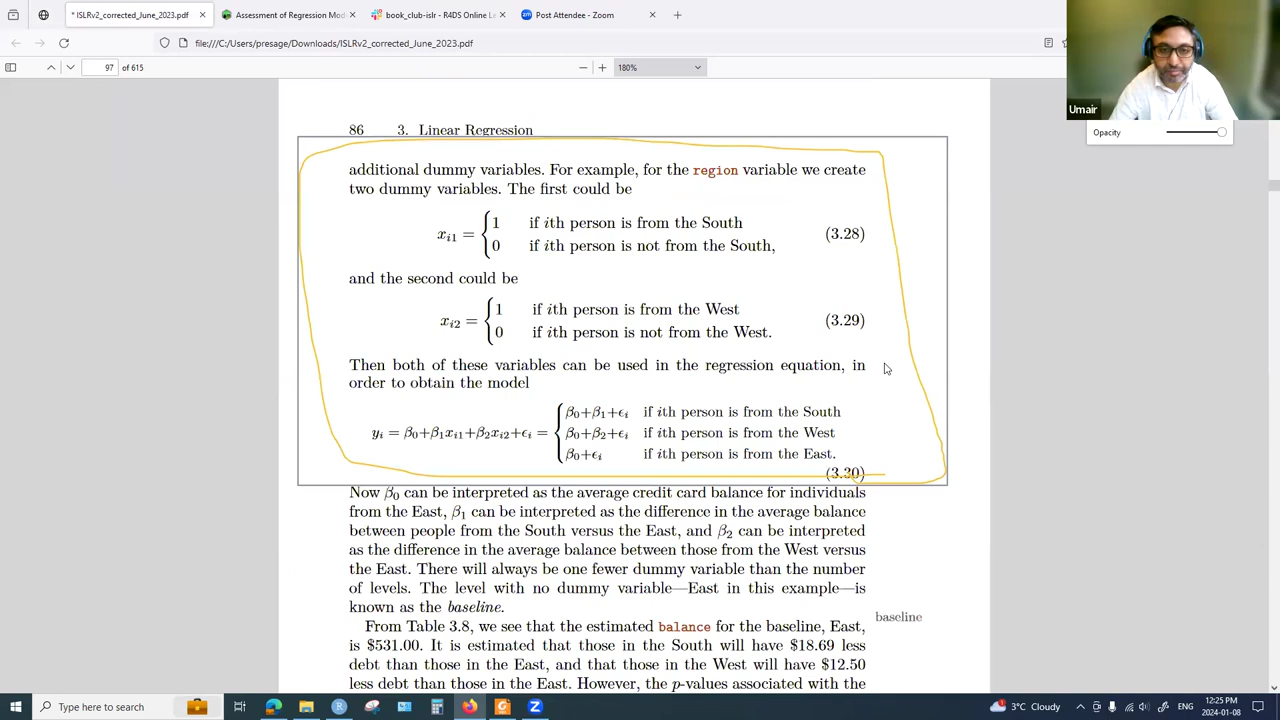 * ISLRv2_corrected_June_2023.pdf
Assessment of Regression Mod
book_club-islr - R4DS Online Le
Post Attendee - Zoom
file:///C:/Users/presage/Downloads/ISLRv2_corrected_June_2023.pdf
97 of 615
180%
Umair
Opacity
86 3. Linear Regression
additional dummy variables. For example, for the region variable we create
two dummy variables. The first could be
xi1 = { 1 if ith person is from the South
0 if ith person is not from the South, (3.28)
and the second could be
xi2 = { 1 if ith person is from the West
0 if ith person is not from the West. (3.29)
Then both of these variables can be used in the regression equation, in
order to obtain the model
β0+β1+ϵi if ith person is from the South
yi = β0+β1xi1+β2xi2+ϵi = { β0+β2+ϵi if ith person is from the West
β0+ϵi if ith person is from the East.
(3.30)
Now β0 can be interpreted as the average credit card balance for individuals
from the East, β1 can be interpreted as the difference in the average balance
between people from the South versus the East, and β2 can be interpreted
as the difference in the average balance between those from the West versus
the East. There will always be one fewer dummy variable than the number
of levels. The level with no dummy variable—East in this example—is
known as the baseline.
baseline
From Table 3.8, we see that the estimated balance for the baseline, East,
is $531.00. It is estimated that those in the South will have $18.69 less
debt than those in the East, and that those in the West will have $12.50
less debt than those in the East. However, the p-values associated with the
Type here to search
3°C Cloudy
ENG
12:25 PM
2024-01-08